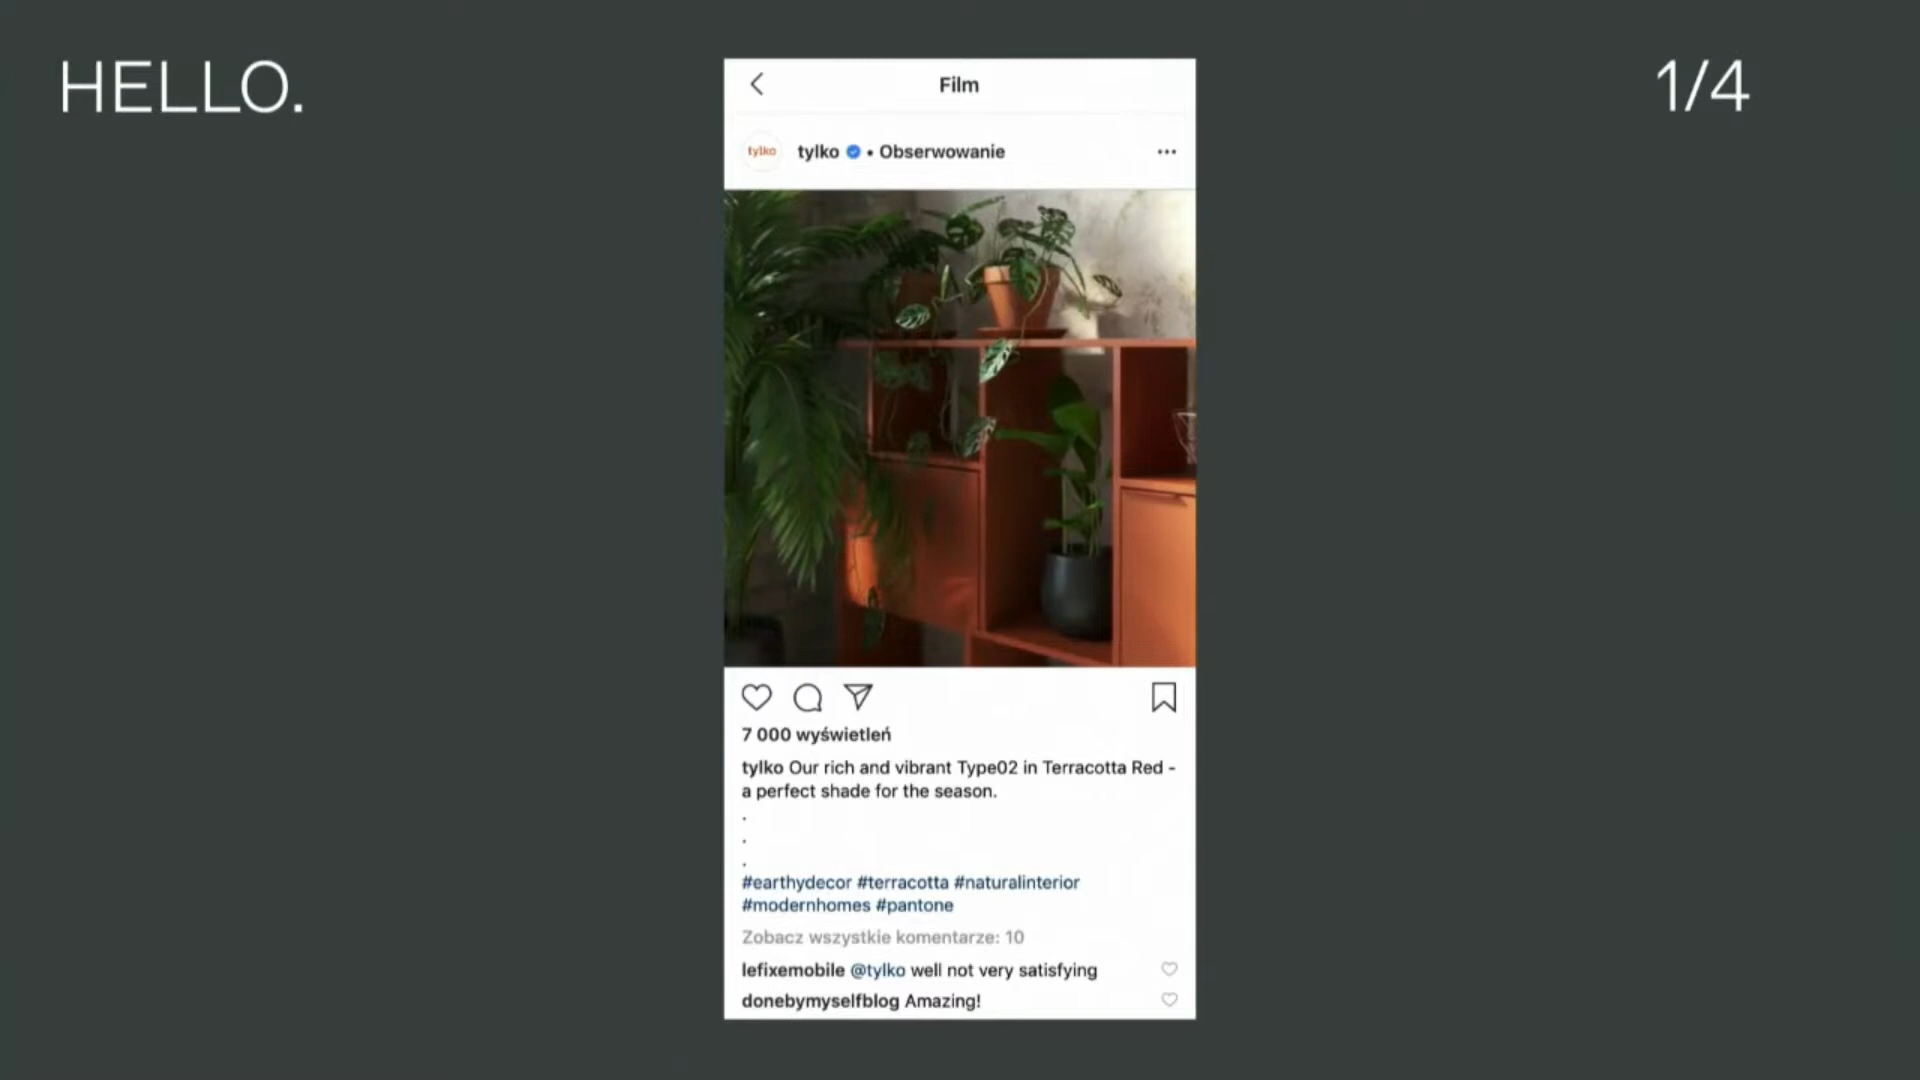 HELLO.
1/4
Film
tylko
tylko • Obserwowanie
7 000 wyświetleń
tylko Our rich and vibrant Type02 in Terracotta Red -
a perfect shade for the season.
.
.
.
#earthydecor #terracotta #naturalinterior
#modernhomes #pantone
Zobacz wszystkie komentarze: 10
lefixemobile @tylko well not very satisfying
donebymyselfblog Amazing!